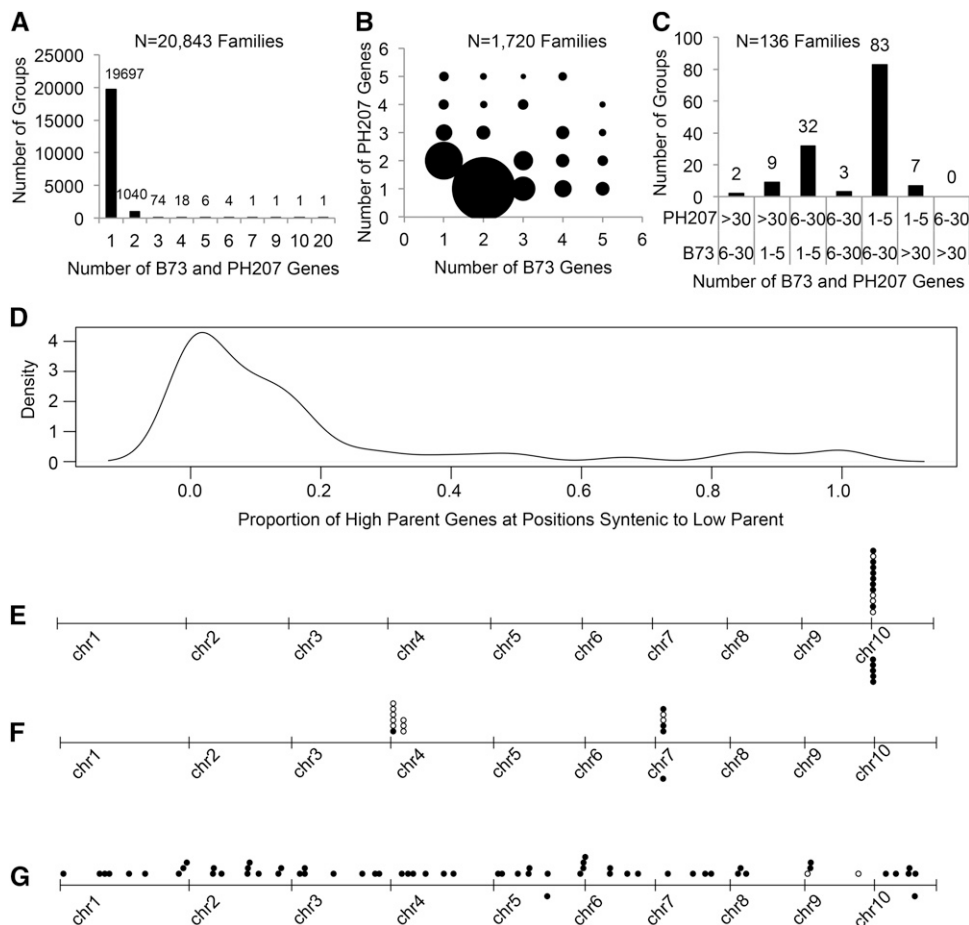 A
N=20,843 Families
Number of Groups
25000
20000
15000
10000
5000
0
19697
1040 74 18 6 4 1 1 1 1
1 2 3 4 5 6 7 9 10 20
Number of B73 and PH207 Genes
B
N=1,720 Families
Number of PH207 Genes
6
5
4
3
2
1
0
0 1 2 3 4 5 6
Number of B73 Genes
C
N=136 Families
Number of Groups
100
80
60
40
20
0
2 9 32 3 83 7 0
PH207 >30 >30 6-30 6-30 1-5 1-5 6-30
B73 6-30 1-5 1-5 6-30 6-30 >30 >30
Number of B73 and PH207 Genes
D
Density
4
3
2
1
0
0.0 0.2 0.4 0.6 0.8 1.0
Proportion of High Parent Genes at Positions Syntenic to Low Parent
E
chr1 chr2 chr3 chr4 chr5 chr6 chr7 chr8 chr9 chr10
F
chr1 chr2 chr3 chr4 chr5 chr6 chr7 chr8 chr9 chr10
G
chr1 chr2 chr3 chr4 chr5 chr6 chr7 chr8 chr9 chr10